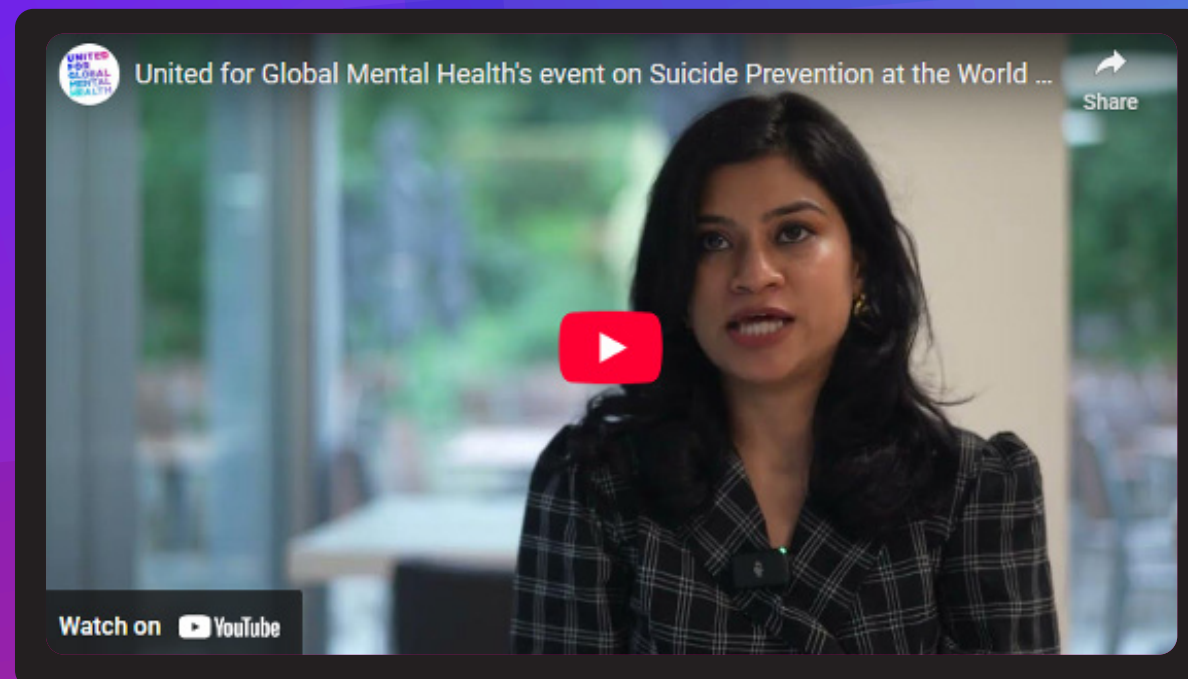 UNITED
FOR
GLOBAL
MENTAL
HEALTH
United for Global Mental Health's event on Suicide Prevention at the World ...
Share
Watch on YouTube